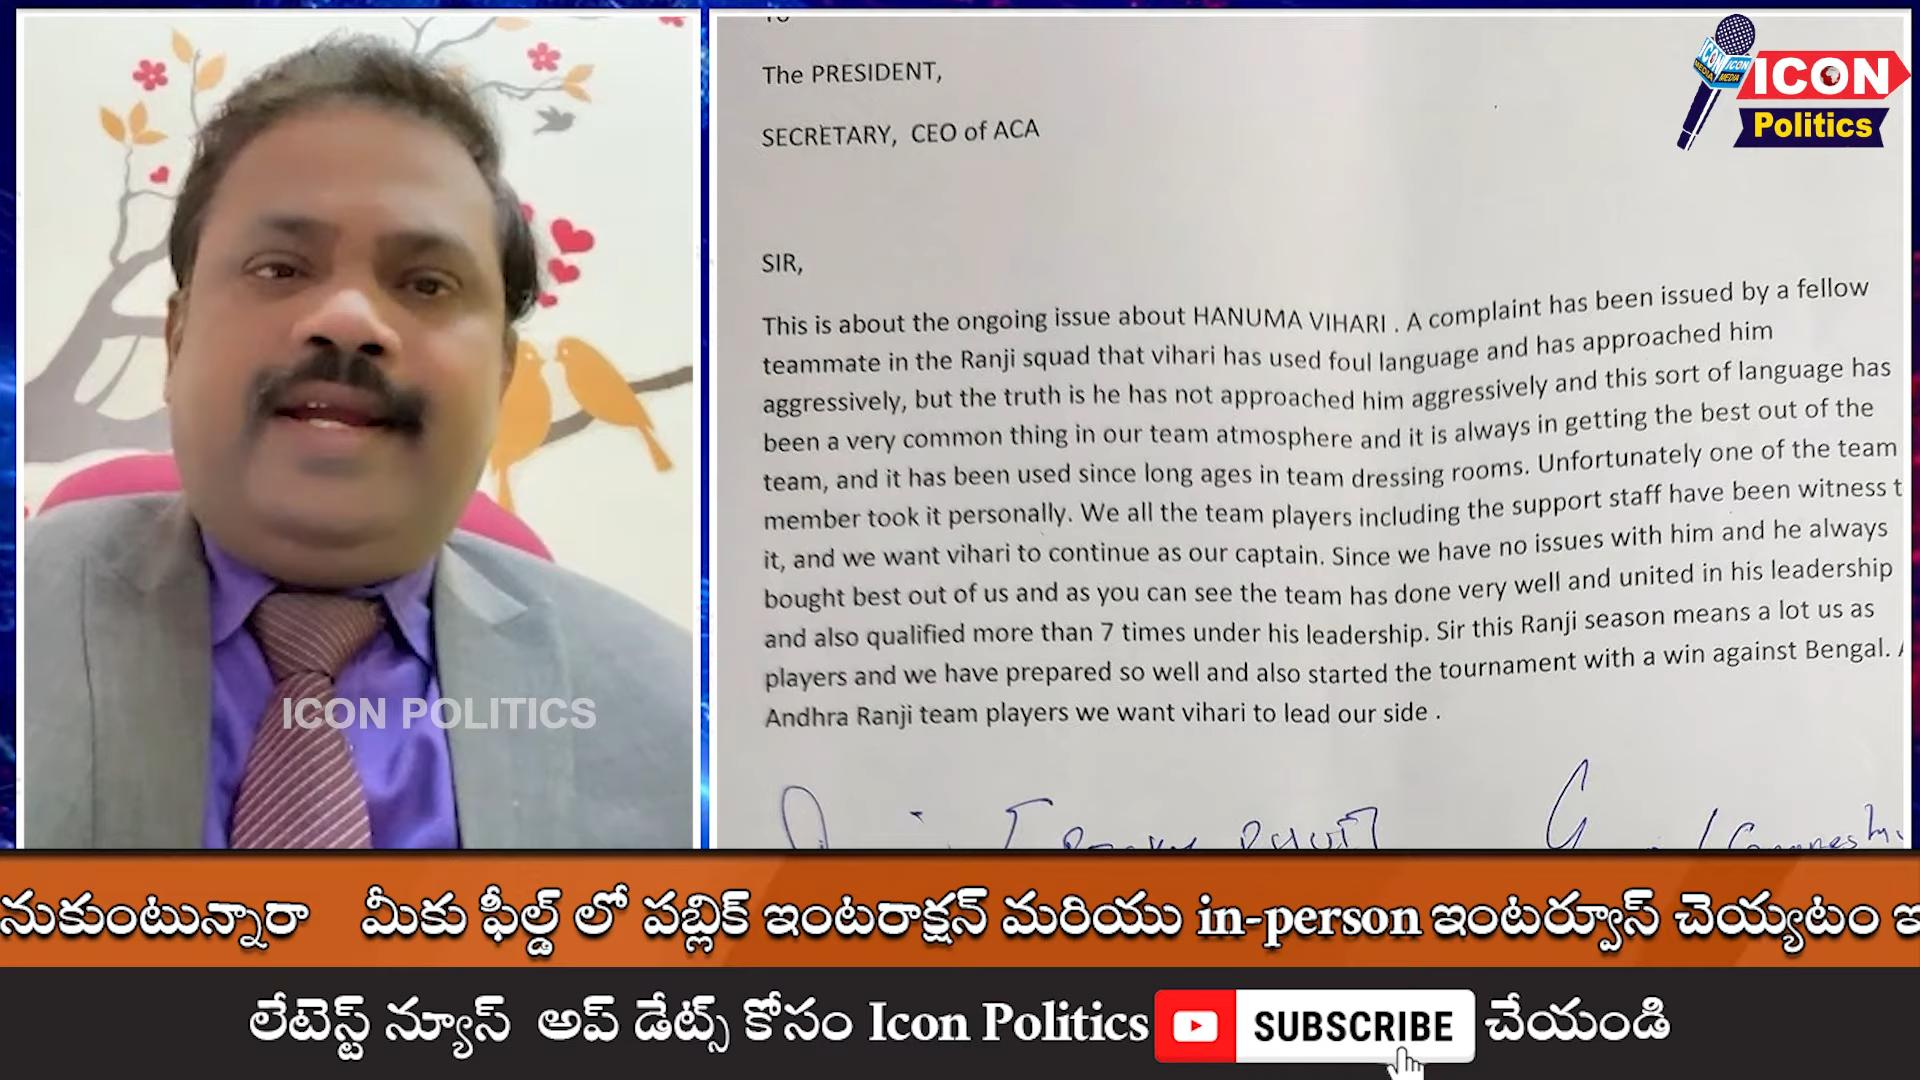 The PRESIDENT,
SECRETARY, CEO of ACA
SIR,
This is about the ongoing issue about HANUMA VIHARI . A complaint has been issued by a fellow
teammate in the Ranji squad that vihari has used foul language and has approached him
aggressively, but the truth is he has not approached him aggressively and this sort of language has
been a very common thing in our team atmosphere and it is always in getting the best out of the
team, and it has been used since long ages in team dressing rooms. Unfortunately one of the team
member took it personally. We all the team players including the support staff have been witness t
it, and we want vihari to continue as our captain. Since we have no issues with him and he always
bought best out of us and as you can see the team has done very well and united in his leadership
and also qualified more than 7 times under his leadership. Sir this Ranji season means a lot us as
players and we have prepared so well and also started the tournament with a win against Bengal.
Andhra Ranji team players we want vihari to lead our side .
ICON
Politics
ICON POLITICS
నుకుంటున్నారా మీకు ఫీల్డ్ లో పబ్లిక్ ఇంటరాక్షన్ మరియు in-person ఇంటర్వూస్ చెయ్యటం
లేటెస్ట్ న్యూస్ అప్ డేట్స్ కోసం Icon Politics SUBSCRIBE చేయండి